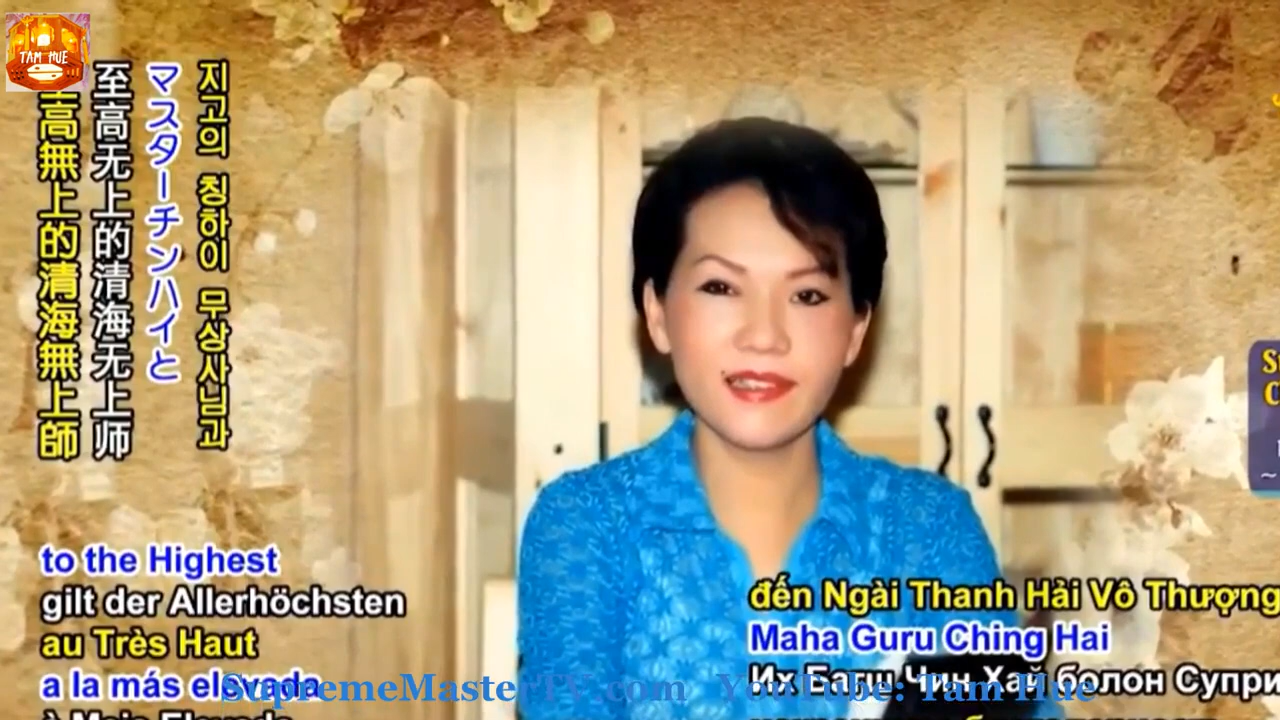 TAM HUE
至高無上的清海無上師
至高无上的清海无上师
マスターチンハイと
지고의 칭하이 무상사님과
to the Highest
gilt der Allerhöchsten
au Très Haut
a la más elevada
đến Ngài Thanh Hải Vô Thượng
Maha Guru Ching Hai
Их Багш Чин Хай болон
SupremeMasterTV.com YouTube: Tam Hue